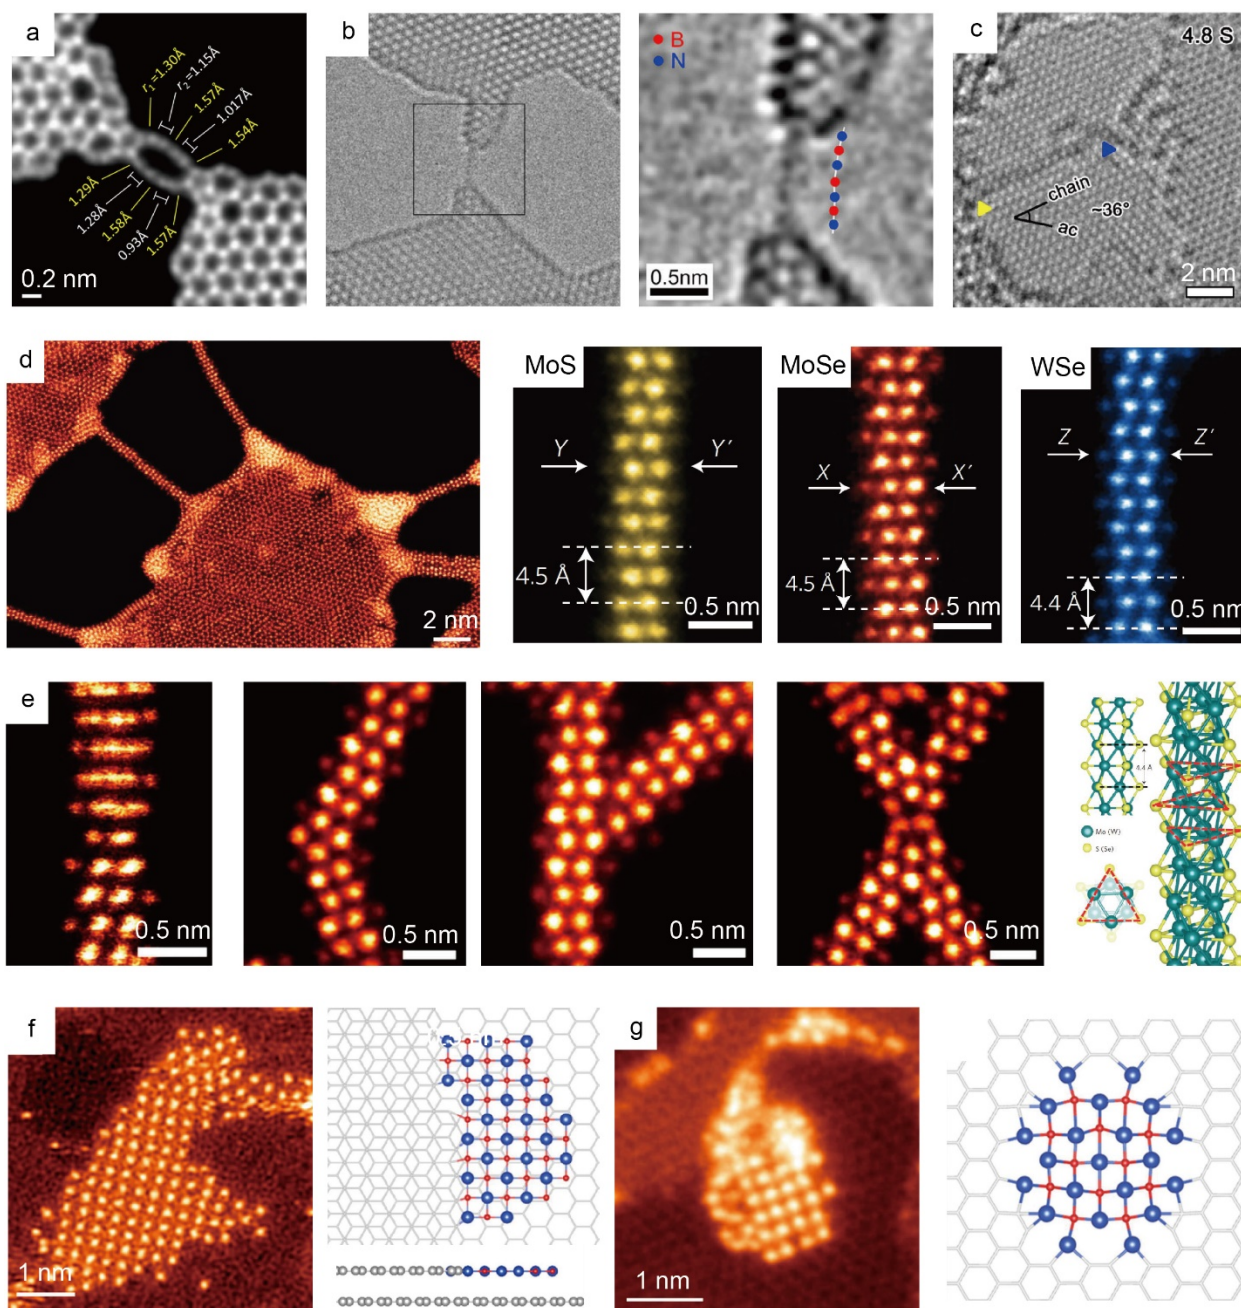 a
r₁ =1.30Å
r₂ =1.15Å
1.57Å
1.017Å
1.54Å
1.29Å
1.28Å
1.58Å
0.93Å
1.57Å
0.2 nm
b
B
N
0.5nm
c
4.8 S
chain
~36°
ac
2 nm
d
2 nm
MoS
Y
Y′
4.5 Å
0.5 nm
MoSe
X
X′
4.5 Å
0.5 nm
WSe
Z
Z′
4.4 Å
0.5 nm
e
0.5 nm
0.5 nm
0.5 nm
0.5 nm
4.4 Å
Mo (W)
S (Se)
f
1 nm
g
1 nm